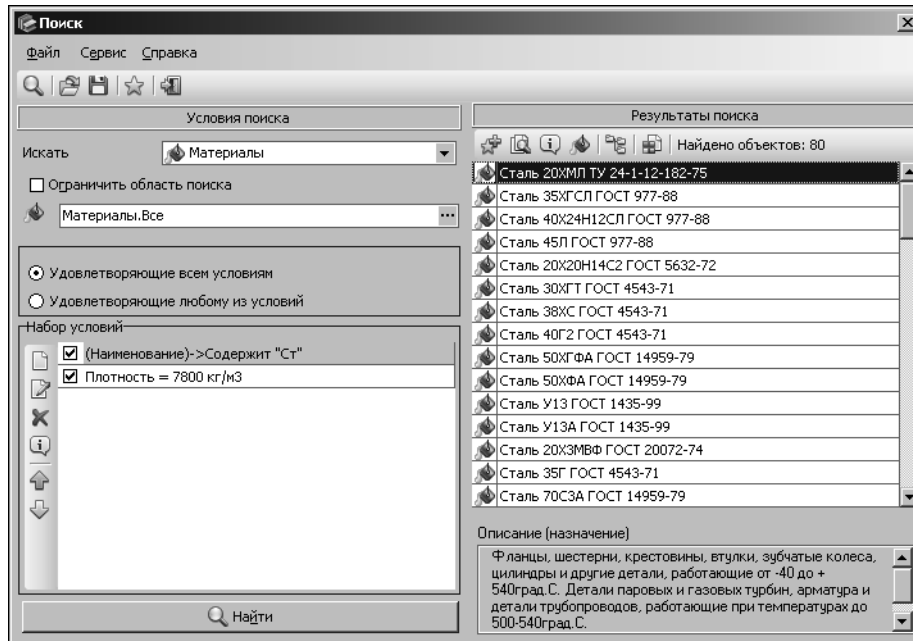 Поиск
Файл Сервис Справка
Условия поиска
Искать
Материалы
Ограничить область поиска
Материалы.Все
...
Удовлетворяющие всем условиям
Удовлетворяющие любому из условий
Набор условий
(Наименование)->Содержит "Ст"
Плотность = 7800 кг/м3
Найти
Результаты поиска
Найдено объектов: 80
Сталь 20ХМЛ ТУ 24-1-12-182-75
Сталь 35ХГСЛ ГОСТ 977-88
Сталь 40Х24Н12СЛ ГОСТ 977-88
Сталь 45Л ГОСТ 977-88
Сталь 20Х20Н14С2 ГОСТ 5632-72
Сталь 30ХГТ ГОСТ 4543-71
Сталь 38ХС ГОСТ 4543-71
Сталь 40Г2 ГОСТ 4543-71
Сталь 50ХГФА ГОСТ 14959-79
Сталь 50ХФА ГОСТ 14959-79
Сталь У13 ГОСТ 1435-99
Сталь У13А ГОСТ 1435-99
Сталь 20Х3МВФ ГОСТ 20072-74
Сталь 35Г ГОСТ 4543-71
Сталь 70С3А ГОСТ 14959-79
Описание (назначение)
Фланцы, шестерни, крестовины, втулки, зубчатые колеса,
цилиндры и другие детали, работающие от -40 до +
540град.С. Детали паровых и газовых турбин, арматура и
детали трубопроводов, работающие при температурах до
500-540град.С.